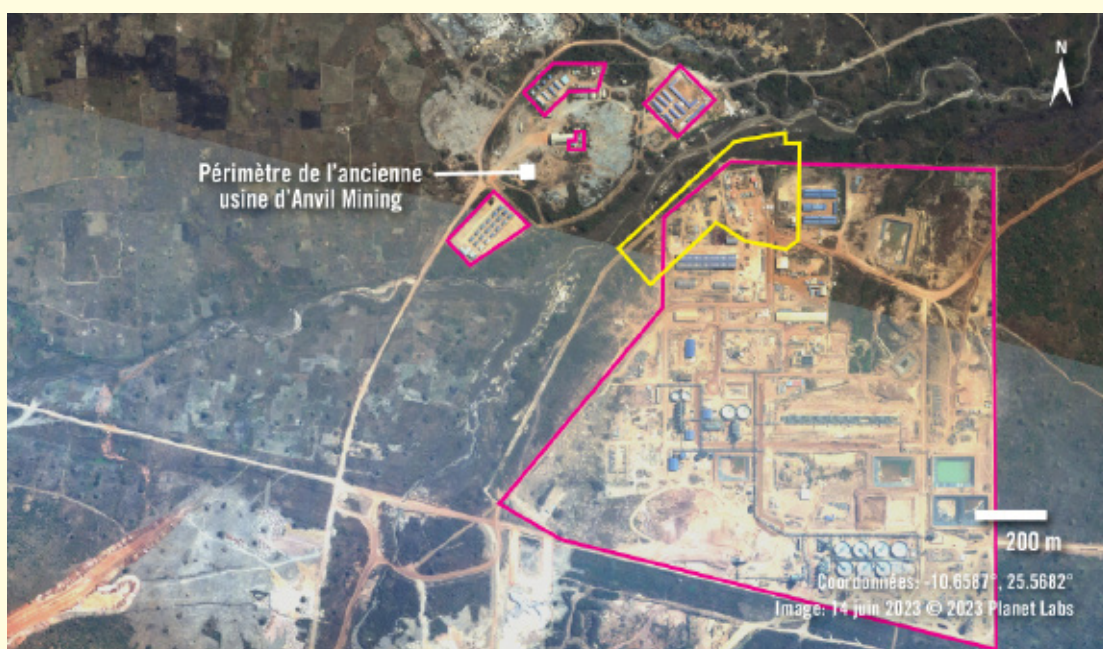 N
Périmètre de l'ancienne
usine d'Anvil Mining
200 m
Coordonnées: -10.6587°, 25.5682°
Image: 14 juin 2023 © 2023 Planet Labs